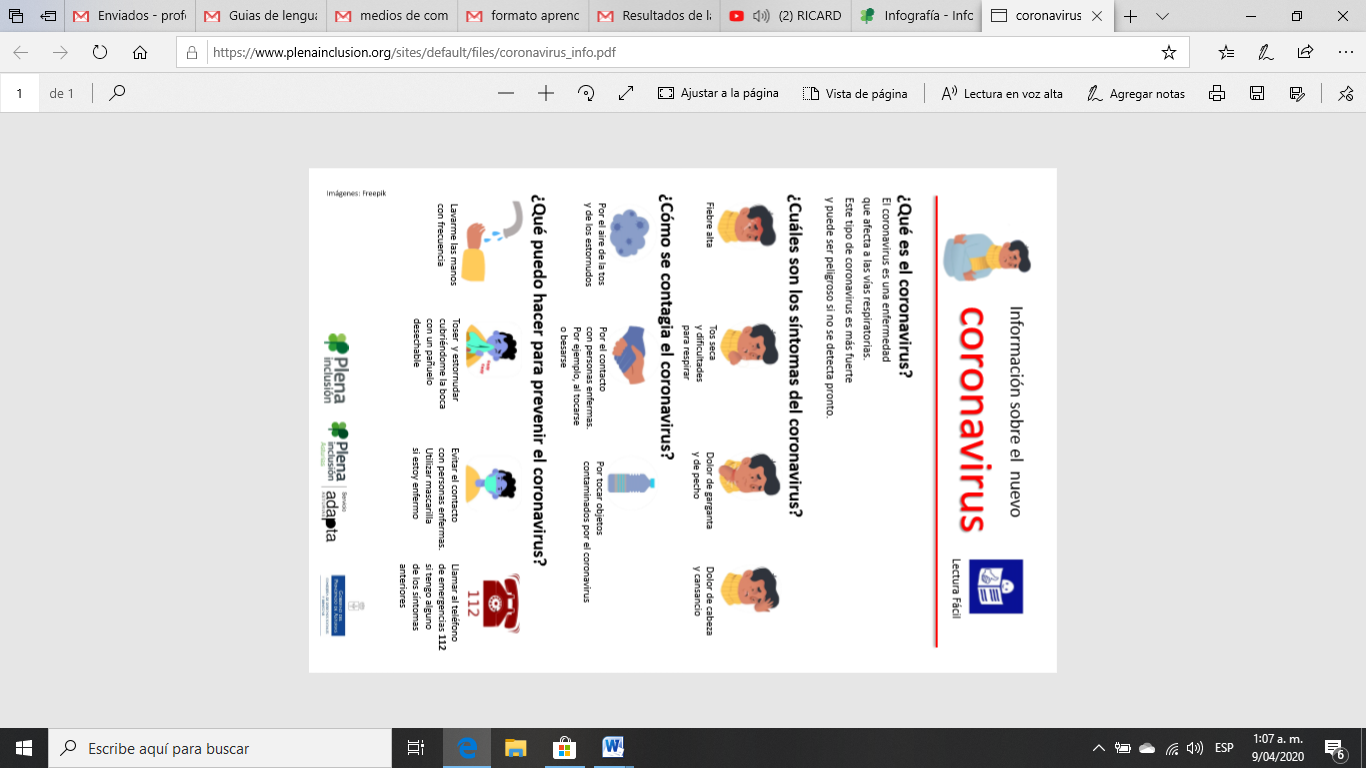 Enviados - profe
Guias de lengua
medios de com
formato aprenc
Resultados de la
(2) RICARD
Infografía - Info
coronavirus
https://www.plenainclusion.org/sites/default/files/coronavirus_info.pdf
1 de 1
Ajustar a la página
Vista de página
Lectura en voz alta
Agregar notas
Información sobre el nuevo
coronavirus
Lectura Fácil
¿Qué es el coronavirus?
El coronavirus es una enfermedad
que afecta a las vías respiratorias.
Este tipo de coronavirus es más fuerte
y puede ser peligroso si no se detecta pronto.
¿Cuáles son los síntomas del coronavirus?
Fiebre alta
Tos seca
y dificultades
para respirar
Dolor de garganta
y de pecho
Dolor de cabeza
y cansancio
¿Cómo se contagia el coronavirus?
Por el aire de la tos
y de los estornudos
Por el contacto
con personas enfermas.
Por ejemplo, al tocarse
o besarse
Por tocar objetos
contaminados por el coronavirus
¿Qué puedo hacer para prevenir el coronavirus?
Lavarme las manos
con frecuencia
Toser y estornudar
cubriéndome la boca
con un pañuelo
desechable
Evitar el contacto
con personas enfermas.
Utilizar mascarilla
si estoy enfermo
112
Llamar al teléfono
de emergencias 112
si tengo alguno
de los síntomas
anteriores
Imágenes: Freepik
Plena
inclusión
Plena
inclusión
Asturias
Servicio
adapta
Escribe aquí para buscar
ESP
1:07 a. m.
9/04/2020
6